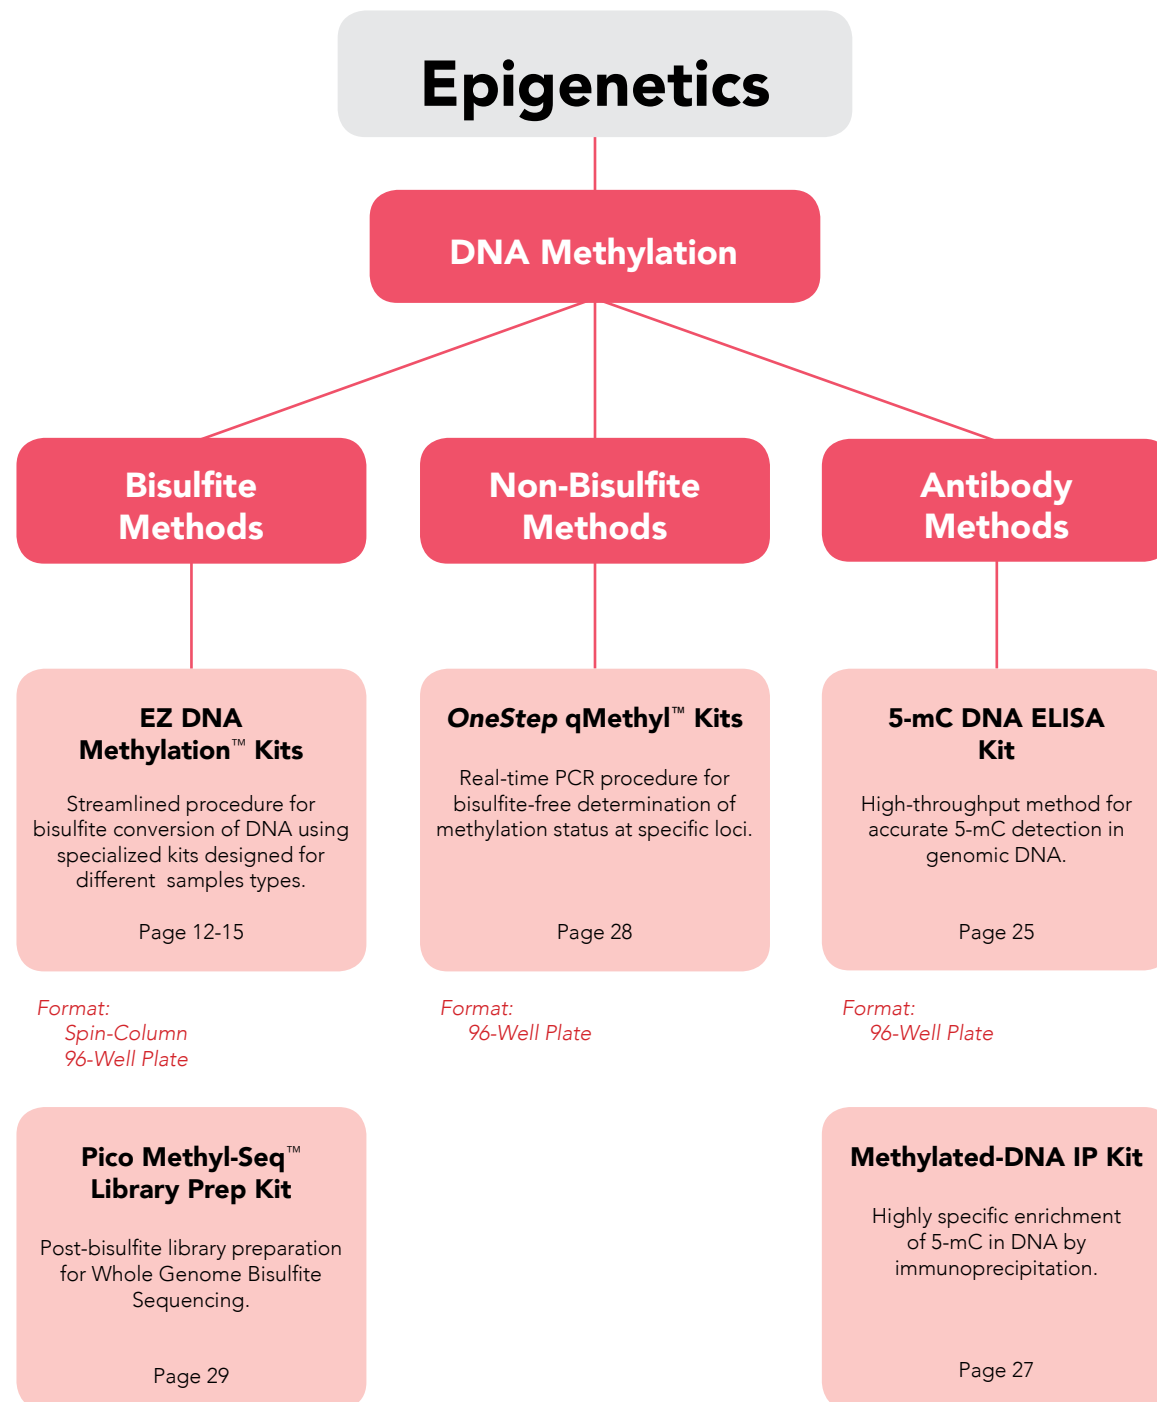 Epigenetics
DNA Methylation
Bisulfite
Methods
Non-Bisulfite
Methods
Antibody
Methods
EZ DNA
Methylation™ Kits
Streamlined procedure for
bisulfite conversion of DNA using
specialized kits designed for
different  samples types.
Page 12-15
Format:
Spin-Column
96-Well Plate
OneStep qMethyl™ Kits
Real-time PCR procedure for
bisulfite-free determination of
methylation status at specific loci.
Page 28
Format:
96-Well Plate
5-mC DNA ELISA
Kit
High-throughput method for
accurate 5-mC detection in
genomic DNA.
Page 25
Format:
96-Well Plate
Pico Methyl-Seq™
Library Prep Kit
Post-bisulfite library preparation
for Whole Genome Bisulfite
Sequencing.
Page 29
Methylated-DNA IP Kit
Highly specific enrichment
of 5-mC in DNA by
immunoprecipitation.
Page 27